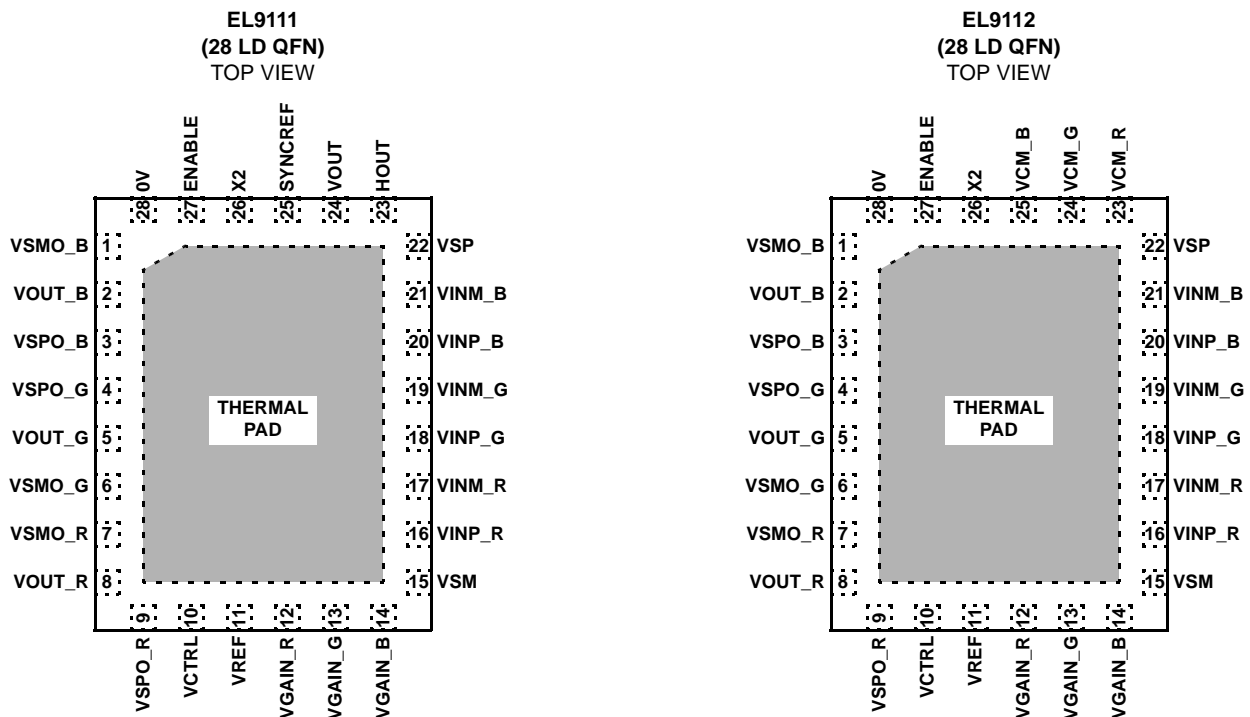 EL9111
(28 LD QFN)
TOP VIEW
28 0V
27 ENABLE
26 X2
25 SYNCREF
24 VOUT
23 HOUT
VSMO_B 1
VOUT_B 2
VSPO_B 3
VSPO_G 4
VOUT_G 5
VSMO_G 6
VSMO_R 7
VOUT_R 8
22 VSP
21 VINM_B
20 VINP_B
19 VINM_G
18 VINP_G
17 VINM_R
16 VINP_R
15 VSM
THERMAL
PAD
VSPO_R 9
VCTRL 10
VREF 11
VGAIN_R 12
VGAIN_G 13
VGAIN_B 14
EL9112
(28 LD QFN)
TOP VIEW
28 0V
27 ENABLE
26 X2
25 VCM_B
24 VCM_G
23 VCM_R
VSMO_B 1
VOUT_B 2
VSPO_B 3
VSPO_G 4
VOUT_G 5
VSMO_G 6
VSMO_R 7
VOUT_R 8
22 VSP
21 VINM_B
20 VINP_B
19 VINM_G
18 VINP_G
17 VINM_R
16 VINP_R
15 VSM
THERMAL
PAD
VSPO_R 9
VCTRL 10
VREF 11
VGAIN_R 12
VGAIN_G 13
VGAIN_B 14